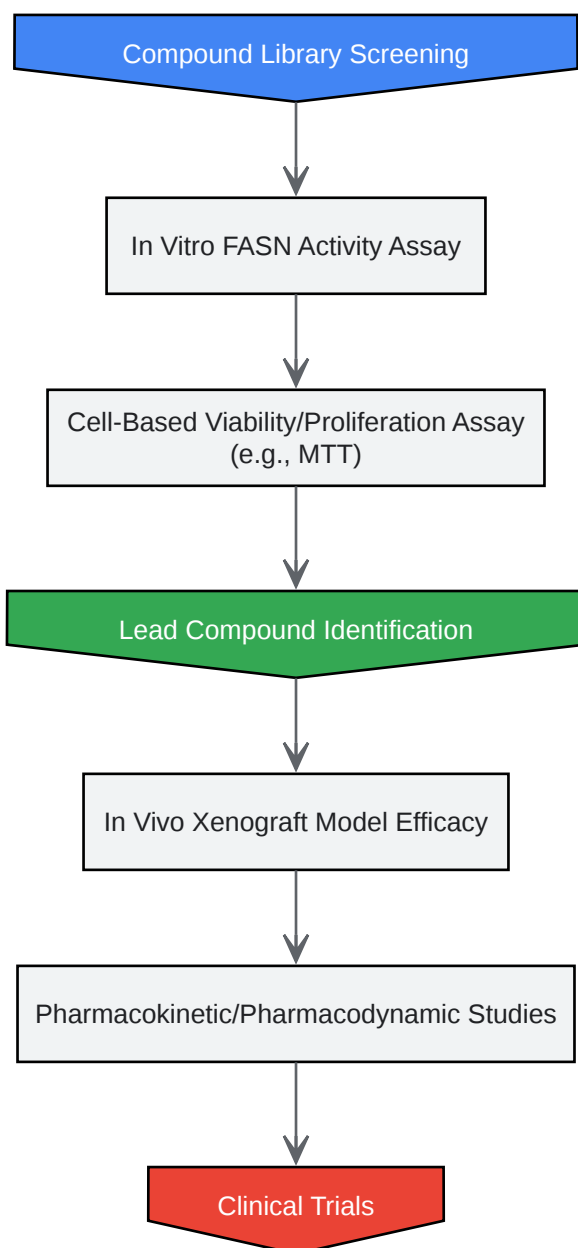 Compound Library Screening
In Vitro FASN Activity Assay
Cell-Based Viability/Proliferation Assay
(e.g., MTT)
Lead Compound Identification
In Vivo Xenograft Model Efficacy
Pharmacokinetic/Pharmacodynamic Studies
Clinical Trials